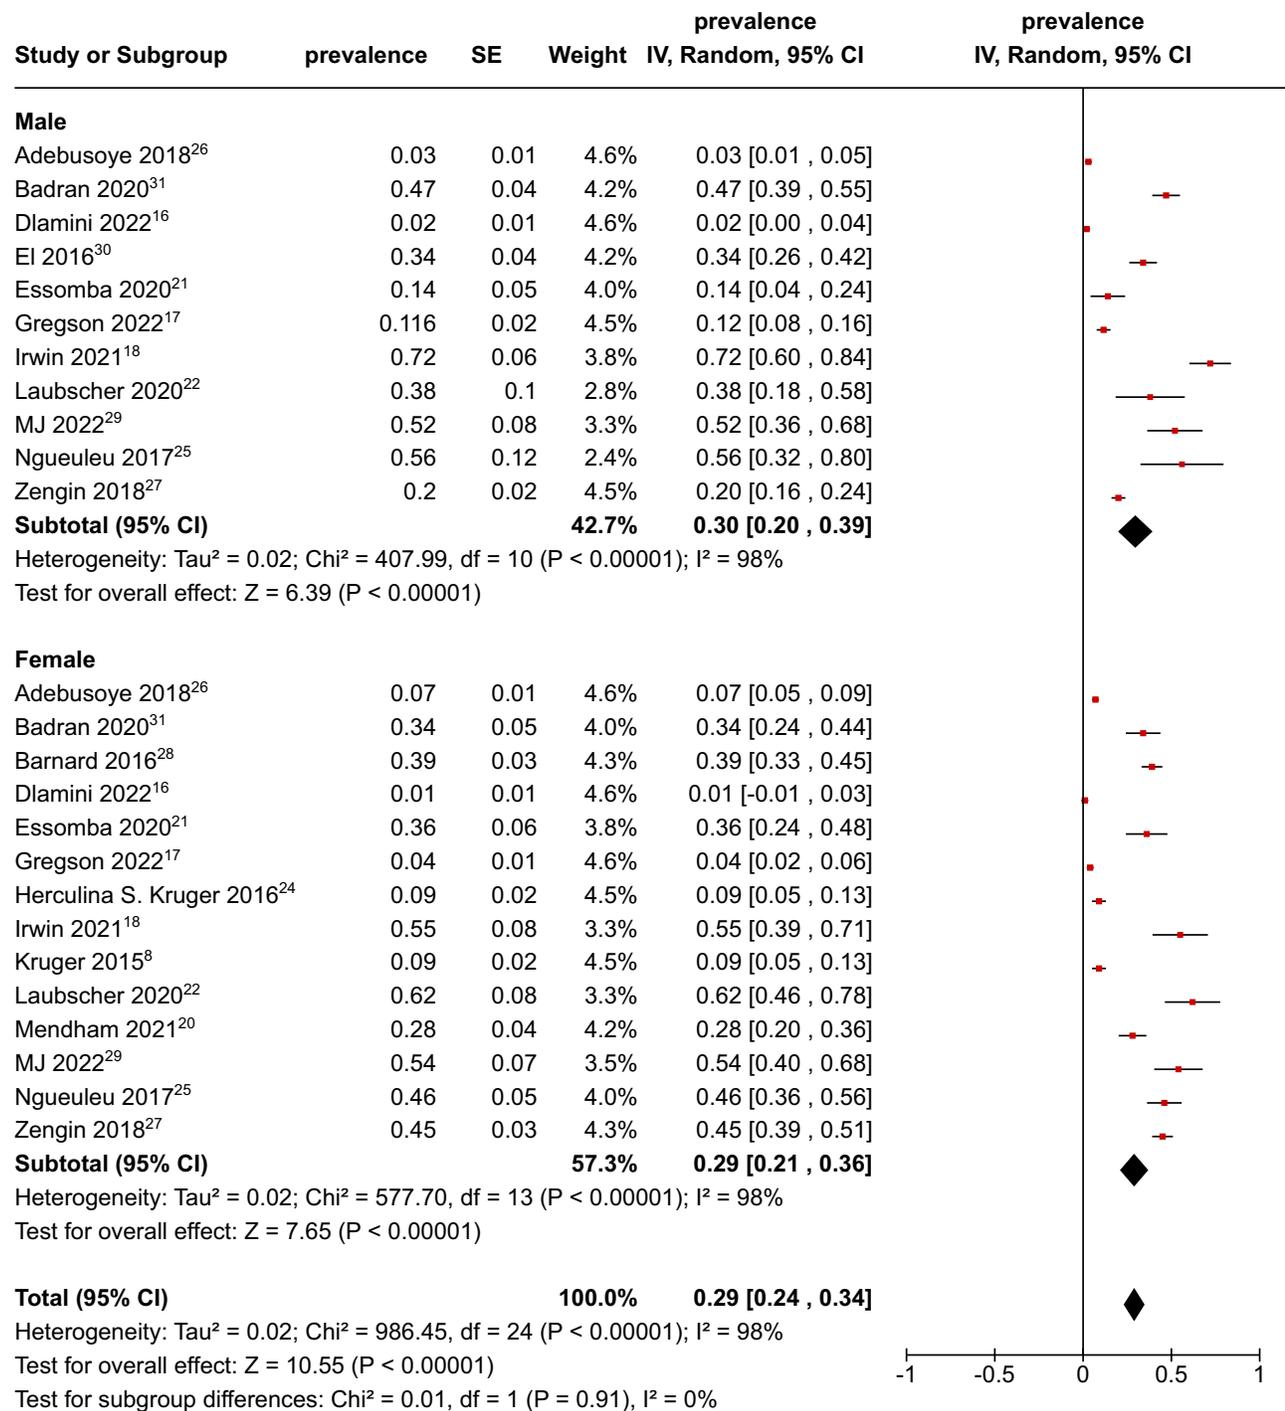 prevalence prevalence
Study or Subgroup prevalence SE Weight IV, Random, 95% CI IV, Random, 95% CI
Male
Adebusoye 2018²⁶ 0.03 0.01 4.6% 0.03 [0.01 , 0.05]
Badran 2020³¹ 0.47 0.04 4.2% 0.47 [0.39 , 0.55]
Dlamini 2022¹⁶ 0.02 0.01 4.6% 0.02 [0.00 , 0.04]
El 2016³⁰ 0.34 0.04 4.2% 0.34 [0.26 , 0.42]
Essomba 2020²¹ 0.14 0.05 4.0% 0.14 [0.04 , 0.24]
Gregson 2022¹⁷ 0.116 0.02 4.5% 0.12 [0.08 , 0.16]
Irwin 2021¹⁸ 0.72 0.06 3.8% 0.72 [0.60 , 0.84]
Laubscher 2020²² 0.38 0.1 2.8% 0.38 [0.18 , 0.58]
MJ 2022²⁹ 0.52 0.08 3.3% 0.52 [0.36 , 0.68]
Ngueuleu 2017²⁵ 0.56 0.12 2.4% 0.56 [0.32 , 0.80]
Zengin 2018²⁷ 0.2 0.02 4.5% 0.20 [0.16 , 0.24]
Subtotal (95% CI) 42.7% 0.30 [0.20 , 0.39]
Heterogeneity: Tau² = 0.02; Chi² = 407.99, df = 10 (P < 0.00001); I² = 98%
Test for overall effect: Z = 6.39 (P < 0.00001)
Female
Adebusoye 2018²⁶ 0.07 0.01 4.6% 0.07 [0.05 , 0.09]
Badran 2020³¹ 0.34 0.05 4.0% 0.34 [0.24 , 0.44]
Barnard 2016²⁸ 0.39 0.03 4.3% 0.39 [0.33 , 0.45]
Dlamini 2022¹⁶ 0.01 0.01 4.6% 0.01 [-0.01 , 0.03]
Essomba 2020²¹ 0.36 0.06 3.8% 0.36 [0.24 , 0.48]
Gregson 2022¹⁷ 0.04 0.01 4.6% 0.04 [0.02 , 0.06]
Herculina S. Kruger 2016²⁴ 0.09 0.02 4.5% 0.09 [0.05 , 0.13]
Irwin 2021¹⁸ 0.55 0.08 3.3% 0.55 [0.39 , 0.71]
Kruger 2015⁸ 0.09 0.02 4.5% 0.09 [0.05 , 0.13]
Laubscher 2020²² 0.62 0.08 3.3% 0.62 [0.46 , 0.78]
Mendham 2021²⁰ 0.28 0.04 4.2% 0.28 [0.20 , 0.36]
MJ 2022²⁹ 0.54 0.07 3.5% 0.54 [0.40 , 0.68]
Ngueuleu 2017²⁵ 0.46 0.05 4.0% 0.46 [0.36 , 0.56]
Zengin 2018²⁷ 0.45 0.03 4.3% 0.45 [0.39 , 0.51]
Subtotal (95% CI) 57.3% 0.29 [0.21 , 0.36]
Heterogeneity: Tau² = 0.02; Chi² = 577.70, df = 13 (P < 0.00001); I² = 98%
Test for overall effect: Z = 7.65 (P < 0.00001)
Total (95% CI) 100.0% 0.29 [0.24 , 0.34]
Heterogeneity: Tau² = 0.02; Chi² = 986.45, df = 24 (P < 0.00001); I² = 98%
Test for overall effect: Z = 10.55 (P < 0.00001)
-1 -0.5 0 0.5 1
Test for subgroup differences: Chi² = 0.01, df = 1 (P = 0.91), I² = 0%